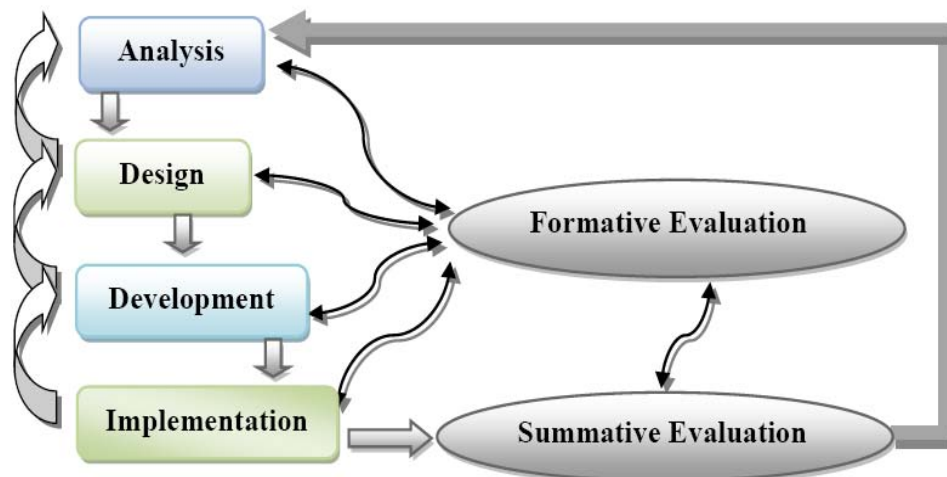 Analysis
Design
Formative Evaluation
Development
Implementation
Summative Evaluation